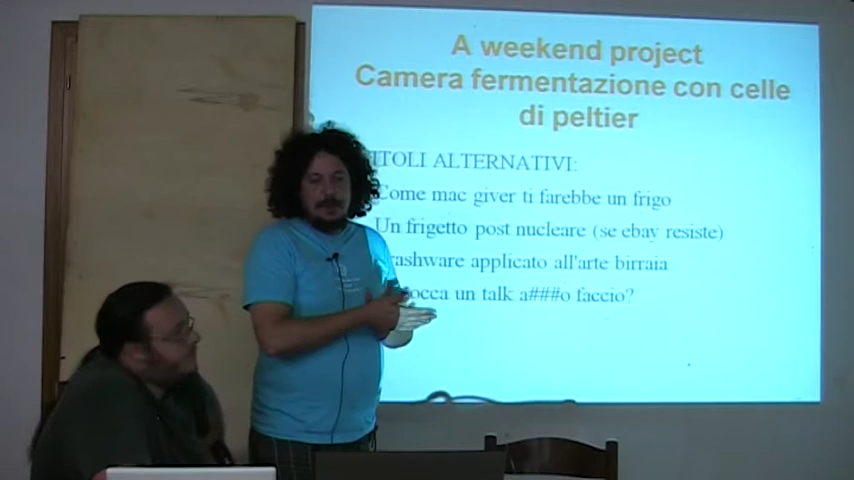 A weekend project
Camera fermentazione con celle
di peltier
ITOLI ALTERNATIVI:
Come mac giver ti farebbe un frigo
Un frigetto post nucleare (se ebay resiste)
rashware applicato all'arte birraia
occa un talk a###o faccio?